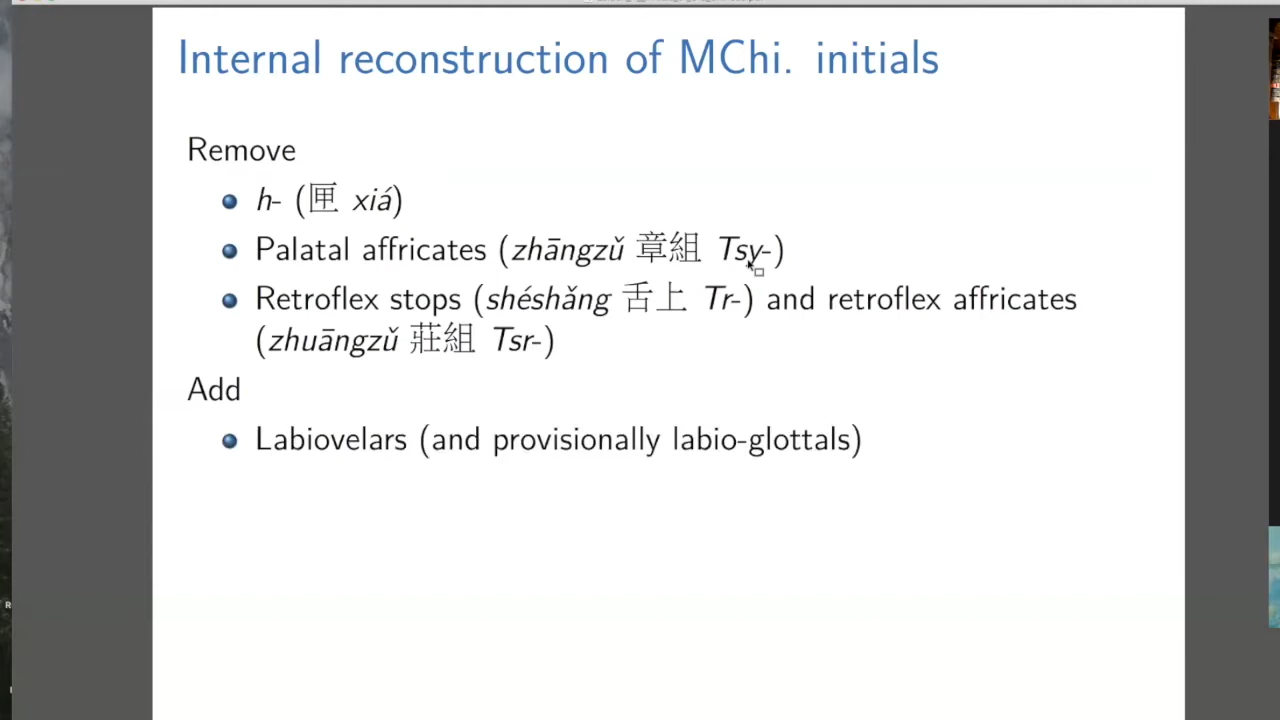 Internal reconstruction of MChi. initials
Remove
h- (匣 xiá)
Palatal affricates (zhāngzǔ 章組 Tsy-)
Retroflex stops (shéshǎng 舌上 Tr-) and retroflex affricates
(zhuāngzǔ 莊組 Tsr-)
Add
Labiovelars (and provisionally labio-glottals)